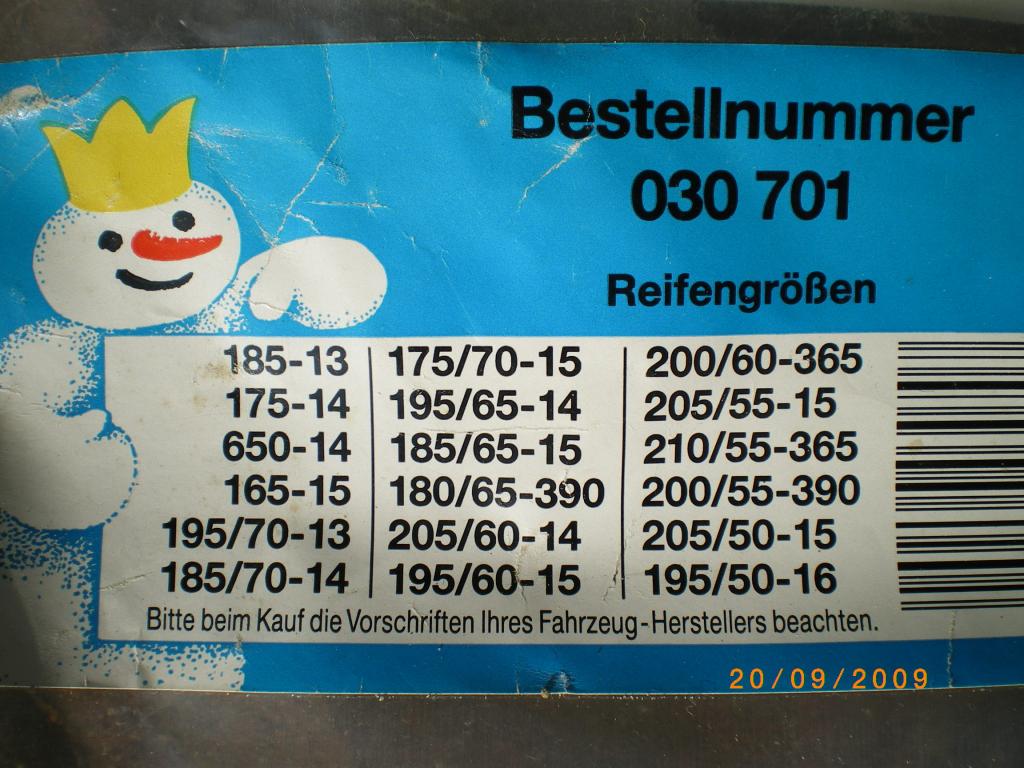 Bestellnummer
030 701
Reifengrößen
185-13 175/70-15 200/60-365
175-14 195/65-14 205/55-15
650-14 185/65-15 210/55-365
165-15 180/65-390 200/55-390
195/70-13 205/60-14 205/50-15
185/70-14 195/60-15 195/50-16
Bitte beim Kauf die Vorschriften Ihres Fahrzeug-Herstellers beachten.
20/09/2009